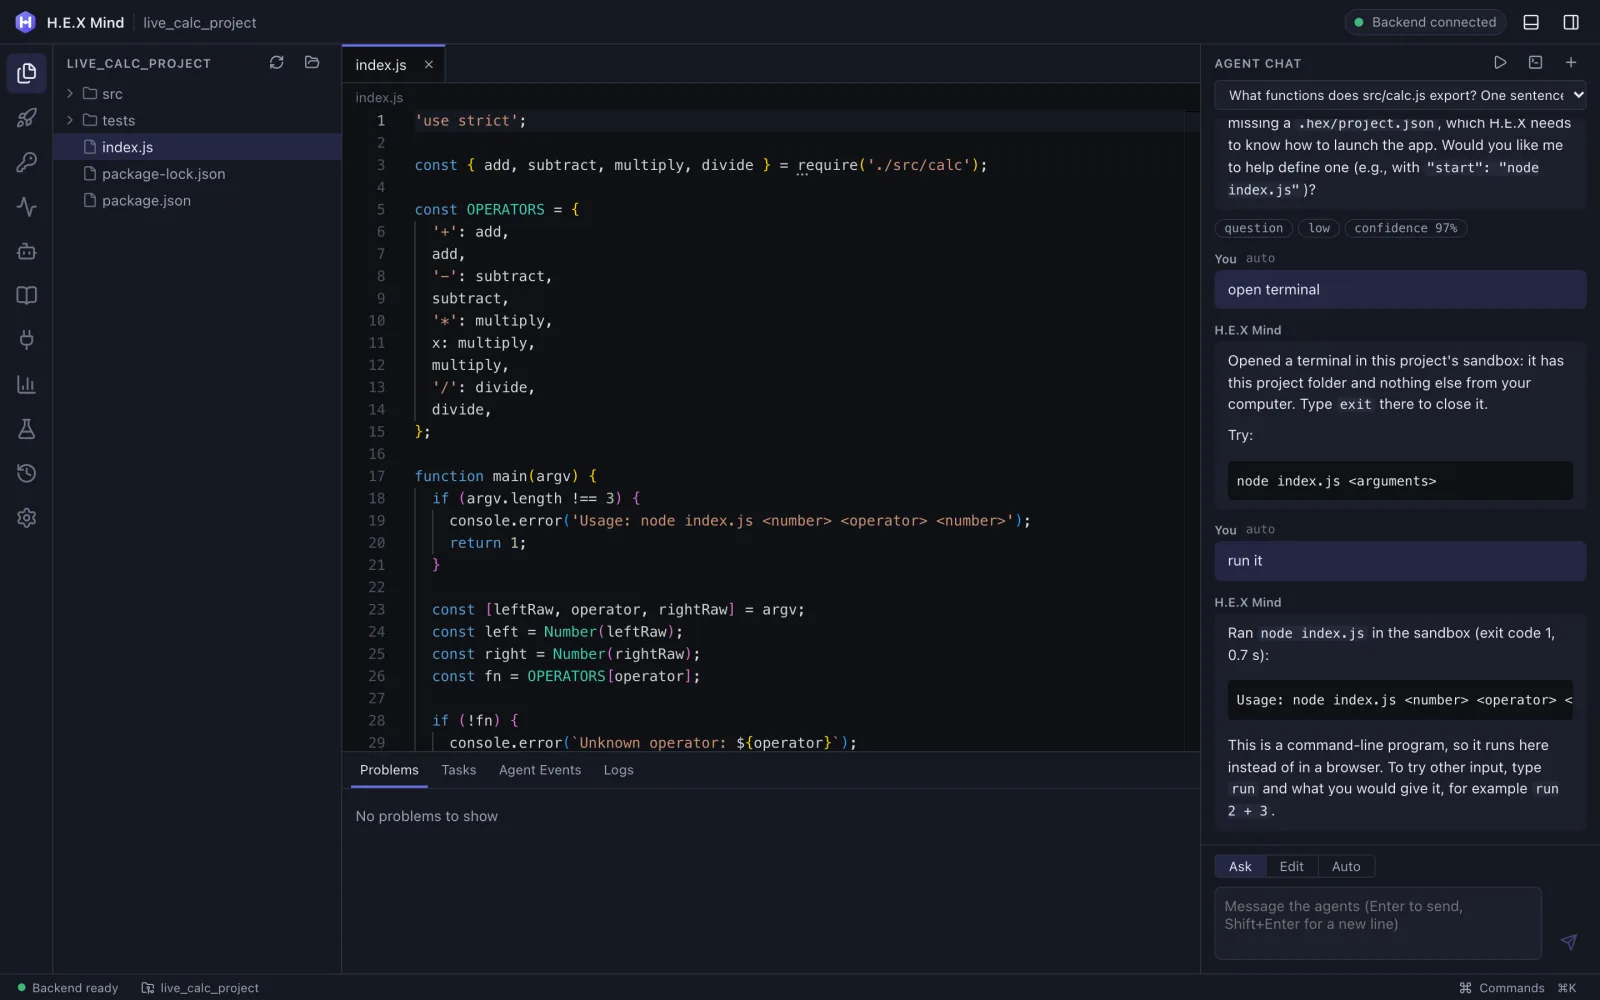 H.E.X Mind
live_calc_project
Backend connected
LIVE_CALC_PROJECT
src
tests
index.js
package-lock.json
package.json
index.js
index.js
1 'use strict';
2
3 const { add, subtract, multiply, divide } = require('./src/calc');
4
5 const OPERATORS = {
6 '+': add,
7 add,
8 '-': subtract,
9 subtract,
10 '*': multiply,
11 x: multiply,
12 multiply,
13 '/': divide,
14 divide,
15 };
16
17 function main(argv) {
18 if (argv.length !== 3) {
19 console.error('Usage: node index.js <number> <operator> <number>');
20 return 1;
21 }
22
23 const [leftRaw, operator, rightRaw] = argv;
24 const left = Number(leftRaw);
25 const right = Number(rightRaw);
26 const fn = OPERATORS[operator];
27
28 if (!fn) {
29 console.error(`Unknown operator: ${operator}`);
Problems
Tasks
Agent Events
Logs
No problems to show
AGENT CHAT
What functions does src/calc.js export? One sentence
missing a .hex/project.json, which H.E.X needs
to know how to launch the app. Would you like me
to help define one (e.g., with "start": "node
index.js")?
question
low
confidence 97%
You auto
open terminal
H.E.X Mind
Opened a terminal in this project's sandbox: it has
this project folder and nothing else from your
computer. Type exit there to close it.
Try:
node index.js <arguments>
You auto
run it
H.E.X Mind
Ran node index.js in the sandbox (exit code 1,
0.7 s):
Usage: node index.js <number> <operator> <
This is a command-line program, so it runs here
instead of in a browser. To try other input, type
run and what you would give it, for example run
2 + 3.
Ask
Edit
Auto
Message the agents (Enter to send,
Shift+Enter for a new line)
Backend ready
live_calc_project
⌘ Commands ⌘K